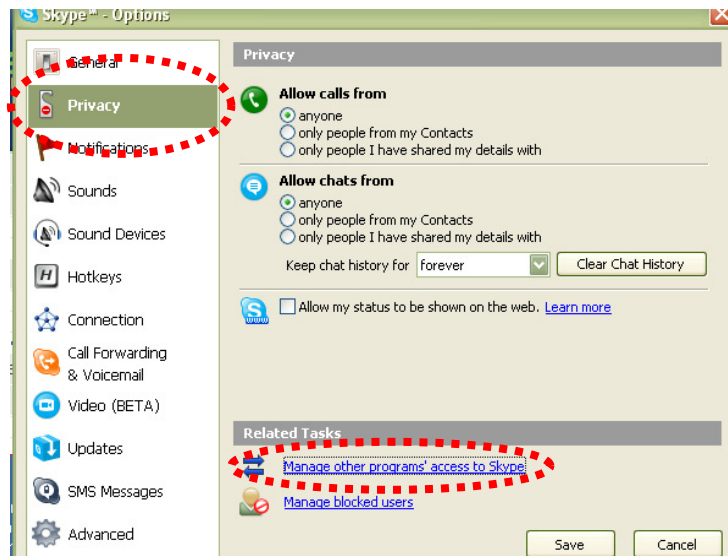 Skype™ - Options
General
Privacy
Notifications
Sounds
Sound Devices
H
Hotkeys
Connection
Call Forwarding
& Voicemail
Video (BETA)
Updates
SMS Messages
Advanced
Privacy
Allow calls from
anyone
only people from my Contacts
only people I have shared my details with
Allow chats from
anyone
only people from my Contacts
only people I have shared my details with
Keep chat history for forever Clear Chat History
Allow my status to be shown on the web. Learn more
Related Tasks
Manage other programs' access to Skype
Manage blocked users
Save Cancel